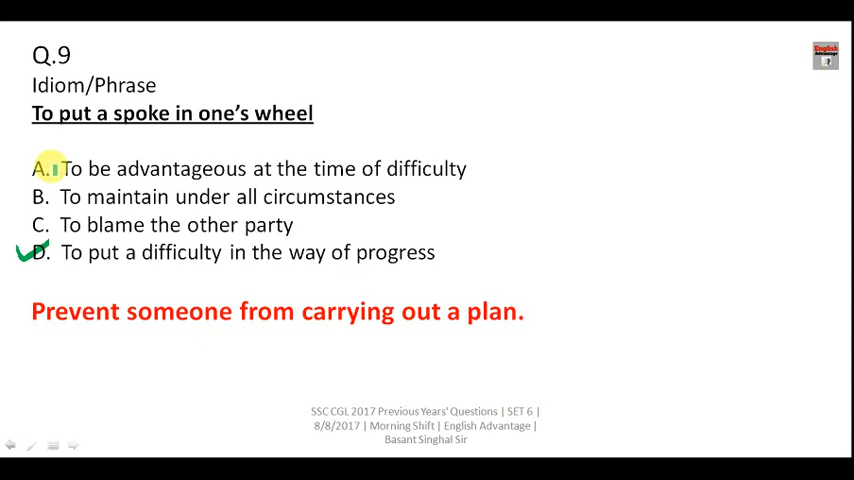 Q.9
English
Advantage
Idiom/Phrase
To put a spoke in one's wheel
A. To be advantageous at the time of difficulty
B. To maintain under all circumstances
C. To blame the other party
D. To put a difficulty in the way of progress
Prevent someone from carrying out a plan.
SSC CGL 2017 Previous Years' Questions | SET 6 |
8/8/2017 | Morning Shift | English Advantage |
Basant Singhal Sir